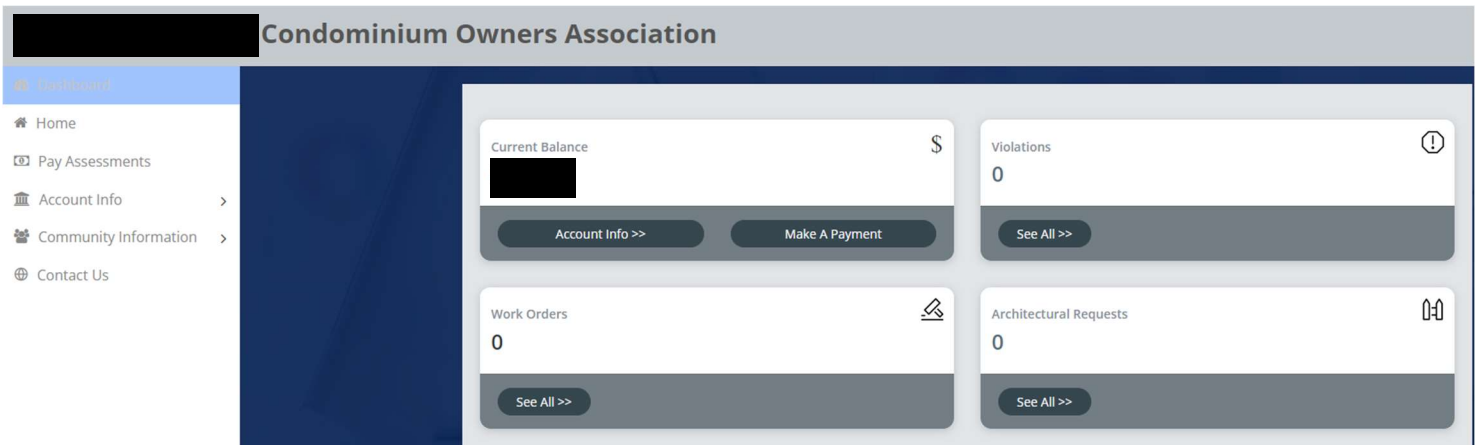 Condominium Owners Association
Dashboard
Home
Pay Assessments
Account Info
Community Information
Contact Us
Current Balance
$
Account Info >>
Make A Payment
Violations
0
See All >>
Work Orders
0
See All >>
Architectural Requests
0
See All >>